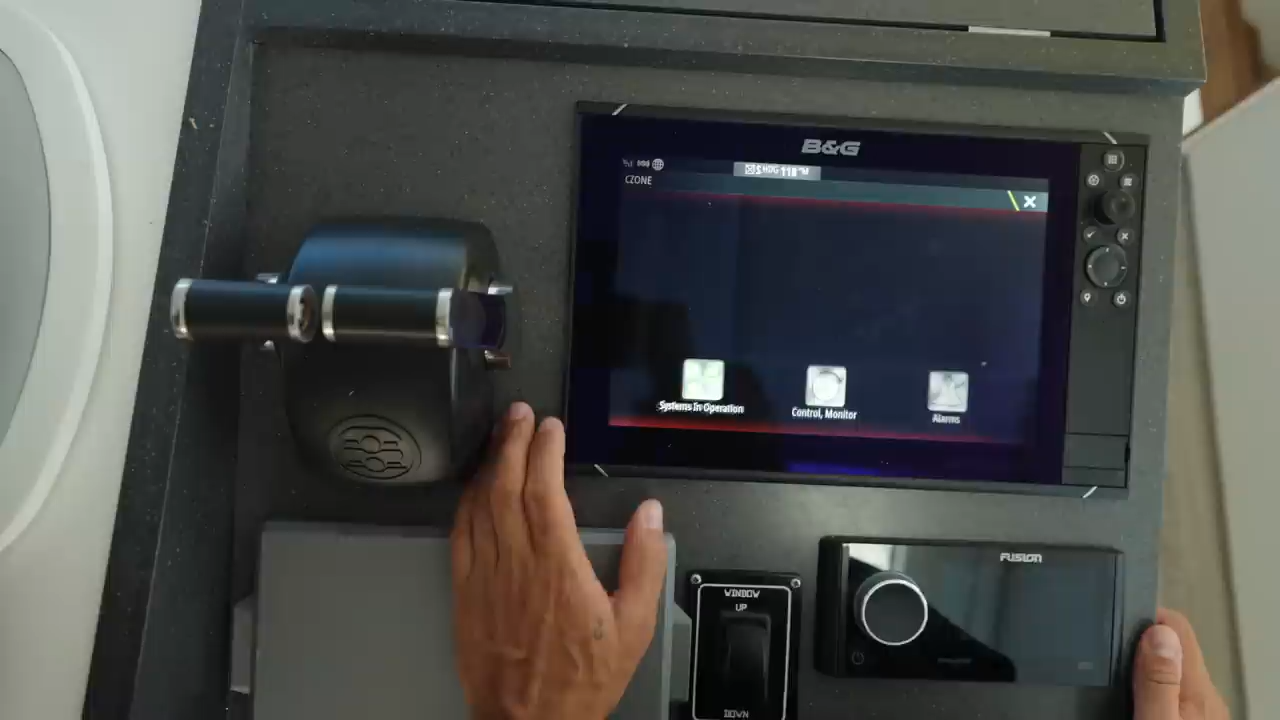 B&G
HDG 118 °M
CZONE
Systems In Operation
Control, Monitor
Alarms
FUSION
WINDOW
UP
DOWN